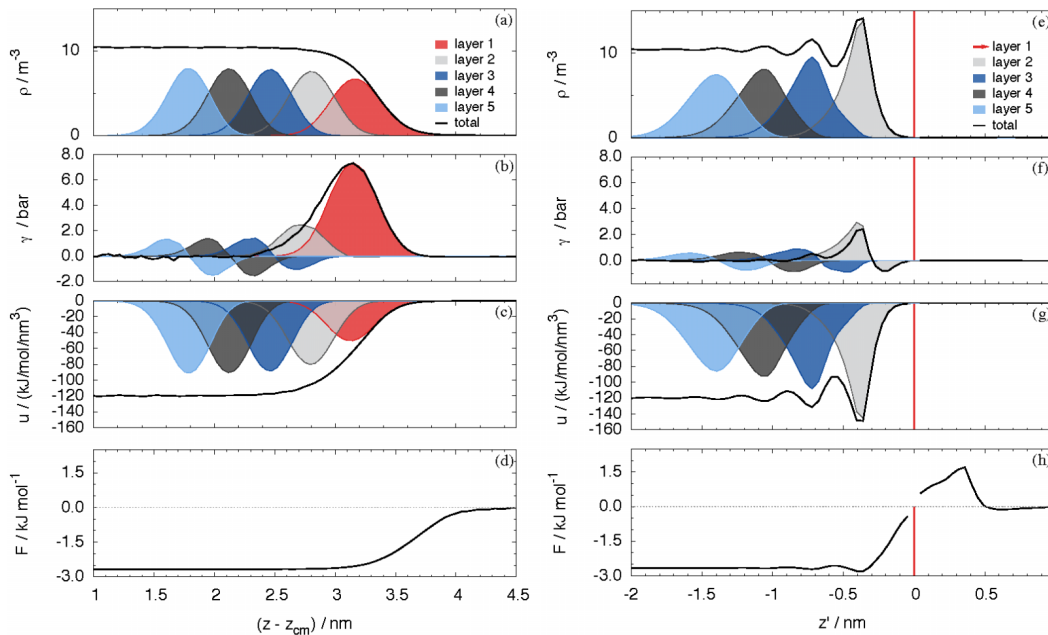 (a)
ρ / m-3
10
0
layer 1
layer 2
layer 3
layer 4
layer 5
total
(b)
γ / bar
8.0
6.0
4.0
2.0
0.0
-2.0
(c)
u / (kJ/mol/nm3)
0
-20
-40
-60
-80
-100
-120
-140
-160
(d)
F / kJ mol-1
1.5
0.0
-1.5
-3.0
1 1.5 2 2.5 3 3.5 4 4.5
(z - zcm) / nm
(e)
ρ / m-3
10
0
layer 1
layer 2
layer 3
layer 4
layer 5
total
(f)
γ / bar
8.0
6.0
4.0
2.0
0.0
(g)
u / (kJ/mol/nm3)
0
-20
-40
-60
-80
-100
-120
-140
-160
(h)
F / kJ mol-1
1.5
0.0
-1.5
-3.0
-2 -1.5 -1 -0.5 0 0.5
z' / nm